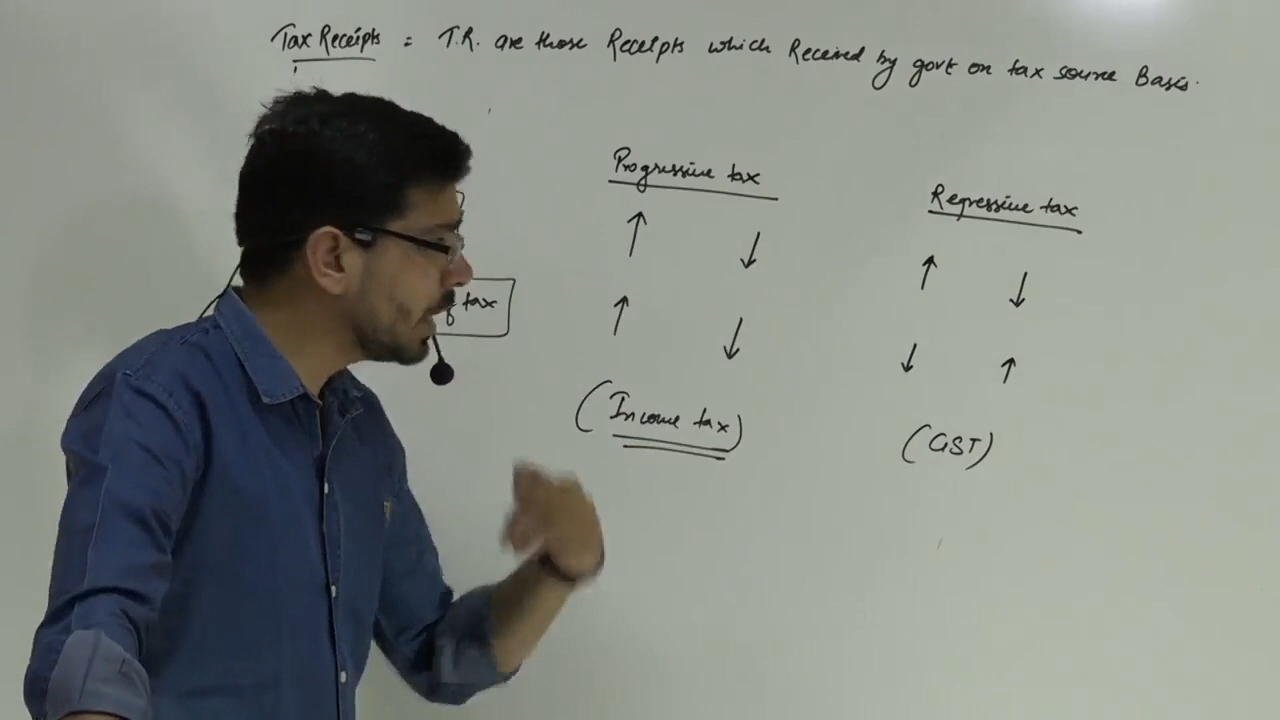 Tax Receipts = T.R. are those Receipts which Received by govt on tax source Basis.
Progressive tax
Regressive tax
↑ ↓
↑ ↓
↑ ↓
↓ ↑
tax
(Income tax)
(GST)